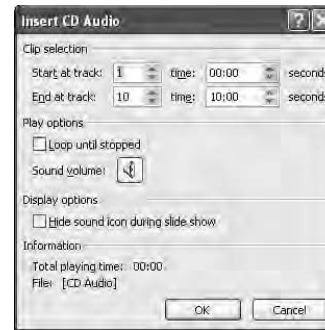 Insert CD Audio
Clip selection
Start at track: 1 time: 00:00 seconds
End at track: 10 time: 10:00 seconds
Play options
Loop until stopped
Sound volume:
Display options
Hide sound icon during slide show
Information
Total playing time: 00:00
File: [CD Audio]
OK Cancel